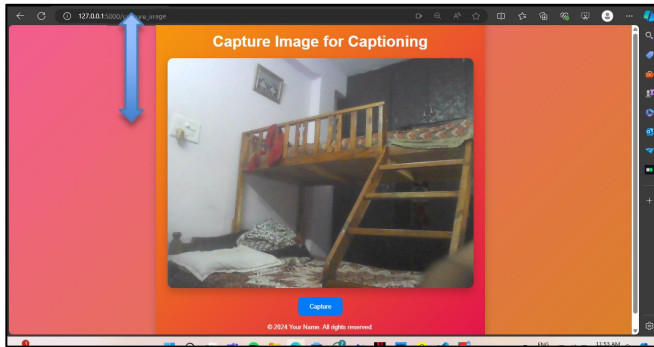 127.0.0.1:5000/capture_image
Capture Image for Captioning
Capture
© 2024 Your Name. All rights reserved
ENG
11:53 AM